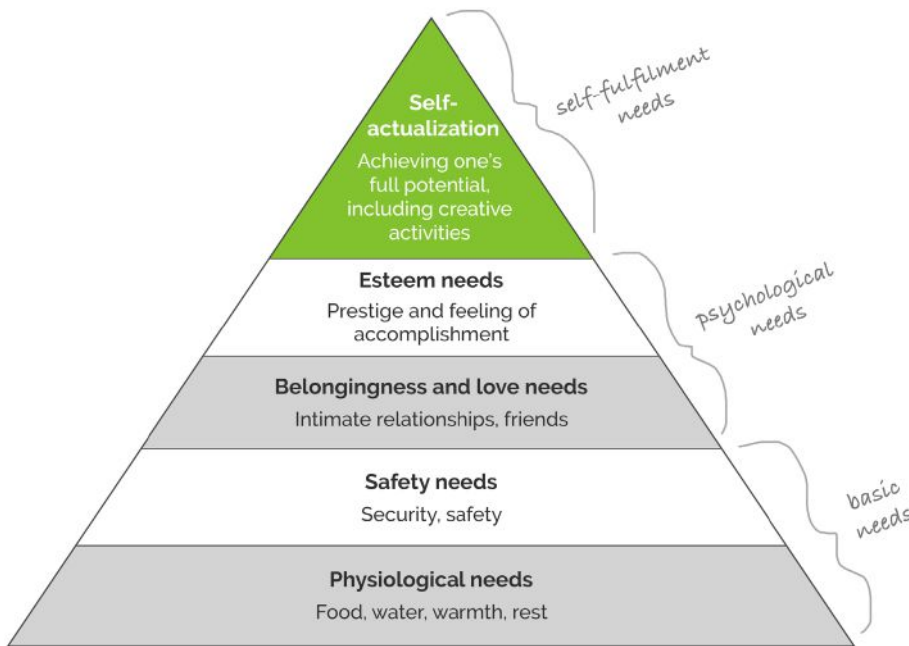 Self-
actualization
Achieving one's
full potential,
including creative
activities
self-fulfilment
needs
Esteem needs
Prestige and feeling of
accomplishment
psychological
needs
Belongingness and love needs
Intimate relationships, friends
Safety needs
Security, safety
basic
needs
Physiological needs
Food, water, warmth, rest